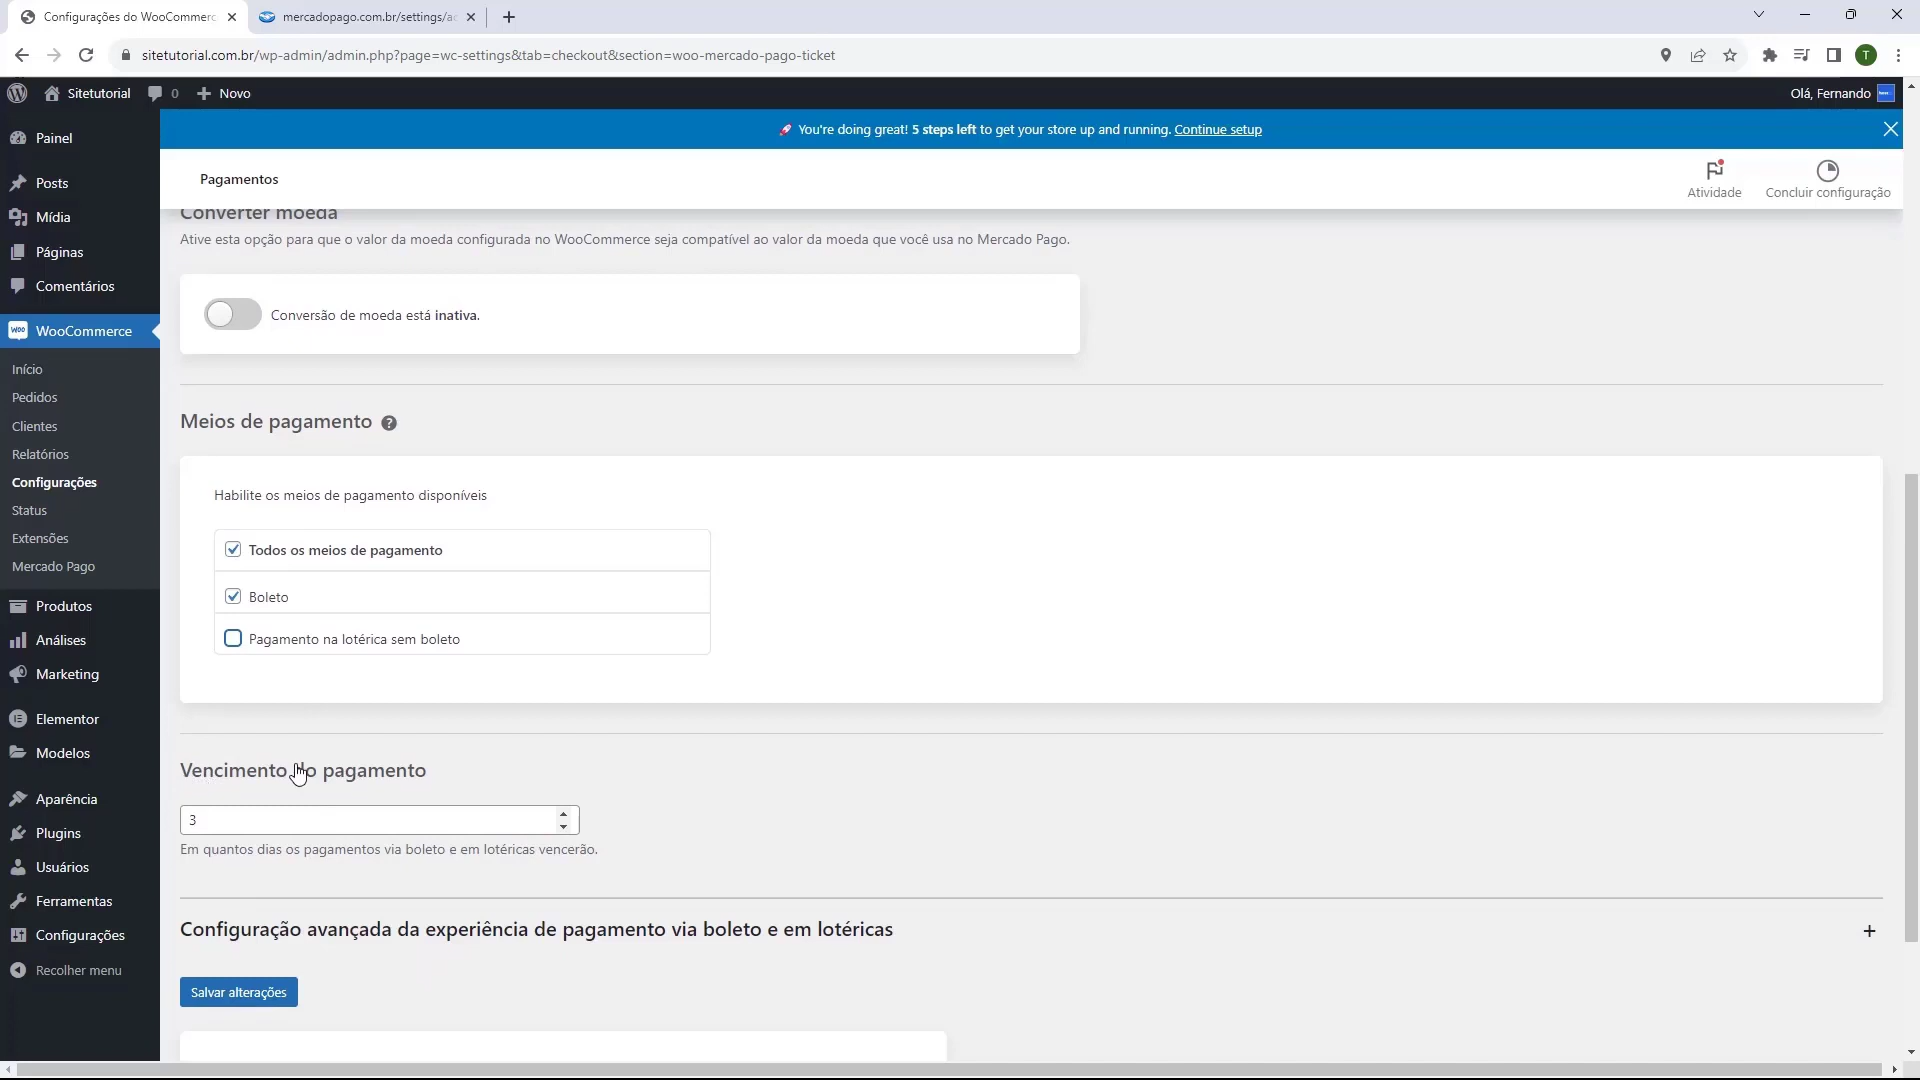 Configurações do WooCommerc
mercadopago.com.br/settings/ac
sitetutorial.com.br/wp-admin/admin.php?page=wc-settings&tab=checkout&section=woo-mercado-pago-ticket
T
Sitetutorial
0
Novo
Olá, Fernando
🚀 You're doing great! 5 steps left to get your store up and running. Continue setup
Pagamentos
Atividade
Concluir configuração
Painel
Posts
Mídia
Páginas
Comentários
WooCommerce
Início
Pedidos
Clientes
Relatórios
Configurações
Status
Extensões
Mercado Pago
Produtos
Análises
Marketing
Elementor
Modelos
Aparência
Plugins
Usuários
Ferramentas
Configurações
Recolher menu
Converter moeda
Ative esta opção para que o valor da moeda configurada no WooCommerce seja compatível ao valor da moeda que você usa no Mercado Pago.
Conversão de moeda está inativa.
Meios de pagamento ?
Habilite os meios de pagamento disponíveis
Todos os meios de pagamento
Boleto
Pagamento na lotérica sem boleto
Vencimento do pagamento
3
Em quantos dias os pagamentos via boleto e em lotéricas vencerão.
Configuração avançada da experiência de pagamento via boleto e em lotéricas
+
Salvar alterações